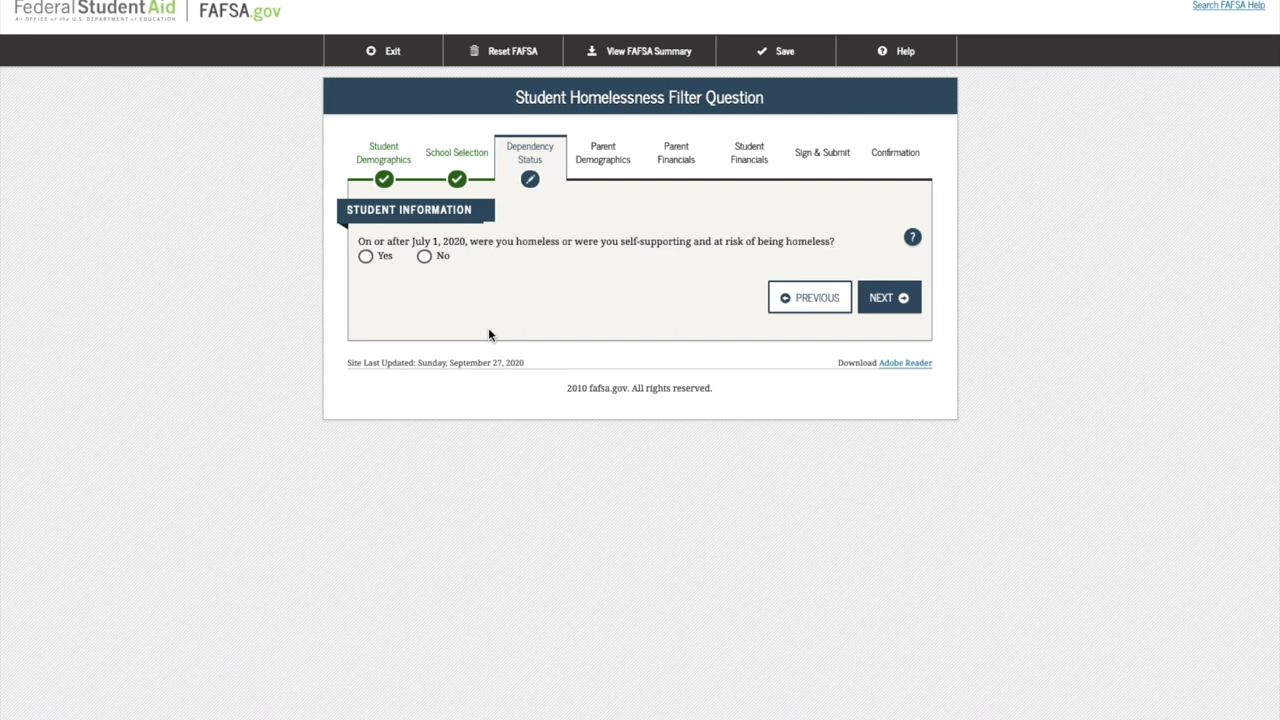 Federal Student Aid
An OFFICE of the U.S. DEPARTMENT of EDUCATION
FAFSA.gov
Search FAFSA Help
Exit
Reset FAFSA
View FAFSA Summary
Save
Help
Student Homelessness Filter Question
Student Demographics
School Selection
Dependency Status
Parent Demographics
Parent Financials
Student Financials
Sign & Submit
Confirmation
STUDENT INFORMATION
On or after July 1, 2020, were you homeless or were you self-supporting and at risk of being homeless?
?
Yes
No
PREVIOUS
NEXT
Site Last Updated: Sunday, September 27, 2020
Download Adobe Reader
2010 fafsa.gov. All rights reserved.